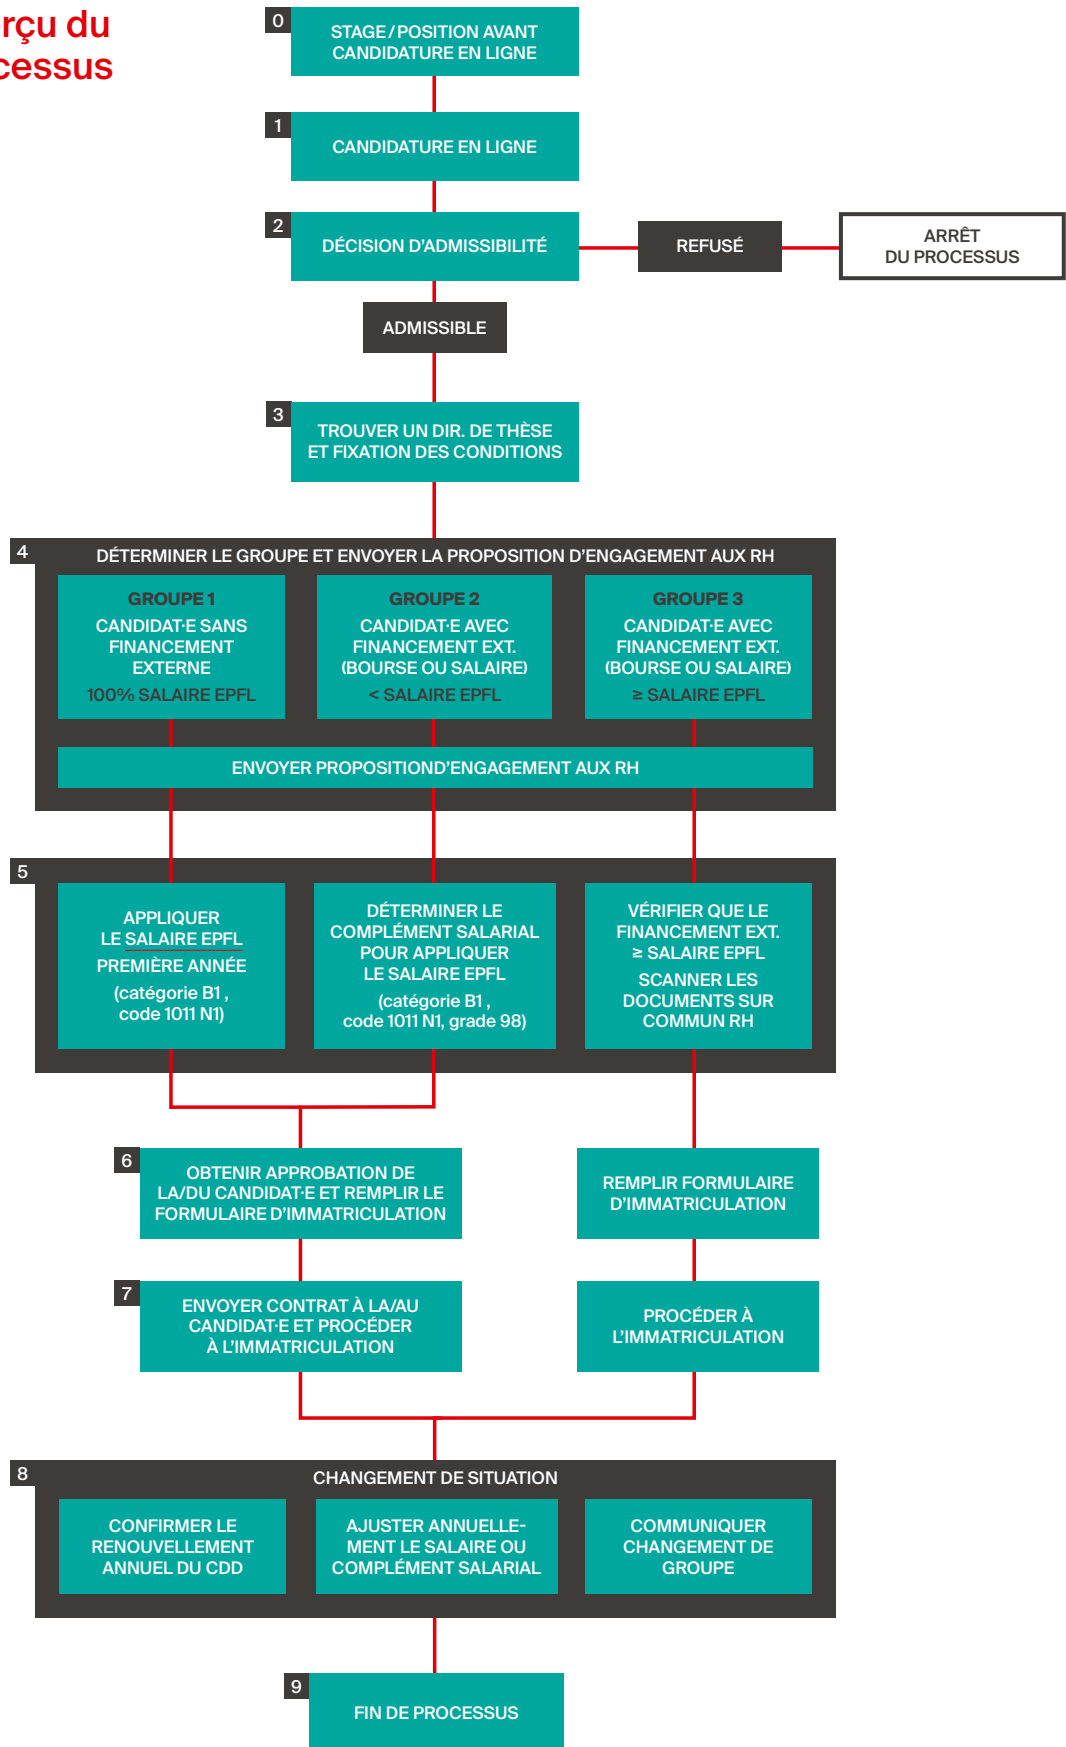 rçu du
cessus
0
STAGE / POSITION AVANT
CANDIDATURE EN LIGNE
1
CANDIDATURE EN LIGNE
2
DÉCISION D'ADMISSIBILITÉ
REFUSÉ
ARRÊT
DU PROCESSUS
ADMISSIBLE
3
TROUVER UN DIR. DE THÈSE
ET FIXATION DES CONDITIONS
4
DÉTERMINER LE GROUPE ET ENVOYER LA PROPOSITION D'ENGAGEMENT AUX RH
GROUPE 1
CANDIDAT·E SANS
FINANCEMENT
EXTERNE
100% SALAIRE EPFL
GROUPE 2
CANDIDAT·E AVEC
FINANCEMENT EXT.
(BOURSE OU SALAIRE)
< SALAIRE EPFL
GROUPE 3
CANDIDAT·E AVEC
FINANCEMENT EXT.
(BOURSE OU SALAIRE)
≥ SALAIRE EPFL
ENVOYER PROPOSITIOND'ENGAGEMENT AUX RH
5
APPLIQUER
LE SALAIRE EPFL
PREMIÈRE ANNÉE
(catégorie B1 ,
code 1011 N1)
DÉTERMINER LE
COMPLÉMENT SALARIAL
POUR APPLIQUER
LE SALAIRE EPFL
(catégorie B1 ,
code 1011 N1, grade 98)
VÉRIFIER QUE LE
FINANCEMENT EXT.
≥ SALAIRE EPFL
SCANNER LES
DOCUMENTS SUR
COMMUN RH
6
OBTENIR APPROBATION DE
LA/DU CANDIDAT·E ET REMPLIR LE
FORMULAIRE D'IMMATRICULATION
REMPLIR FORMULAIRE
D'IMMATRICULATION
7
ENVOYER CONTRAT À LA/AU
CANDIDAT·E ET PROCÉDER
À L'IMMATRICULATION
PROCÉDER À
L'IMMATRICULATION
8
CHANGEMENT DE SITUATION
CONFIRMER LE
RENOUVELLEMENT
ANNUEL DU CDD
AJUSTER ANNUELLE-
MENT LE SALAIRE OU
COMPLÉMENT SALARIAL
COMMUNIQUER
CHANGEMENT DE
GROUPE
9
FIN DE PROCESSUS